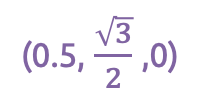 (0.5, √3/2 ,0)